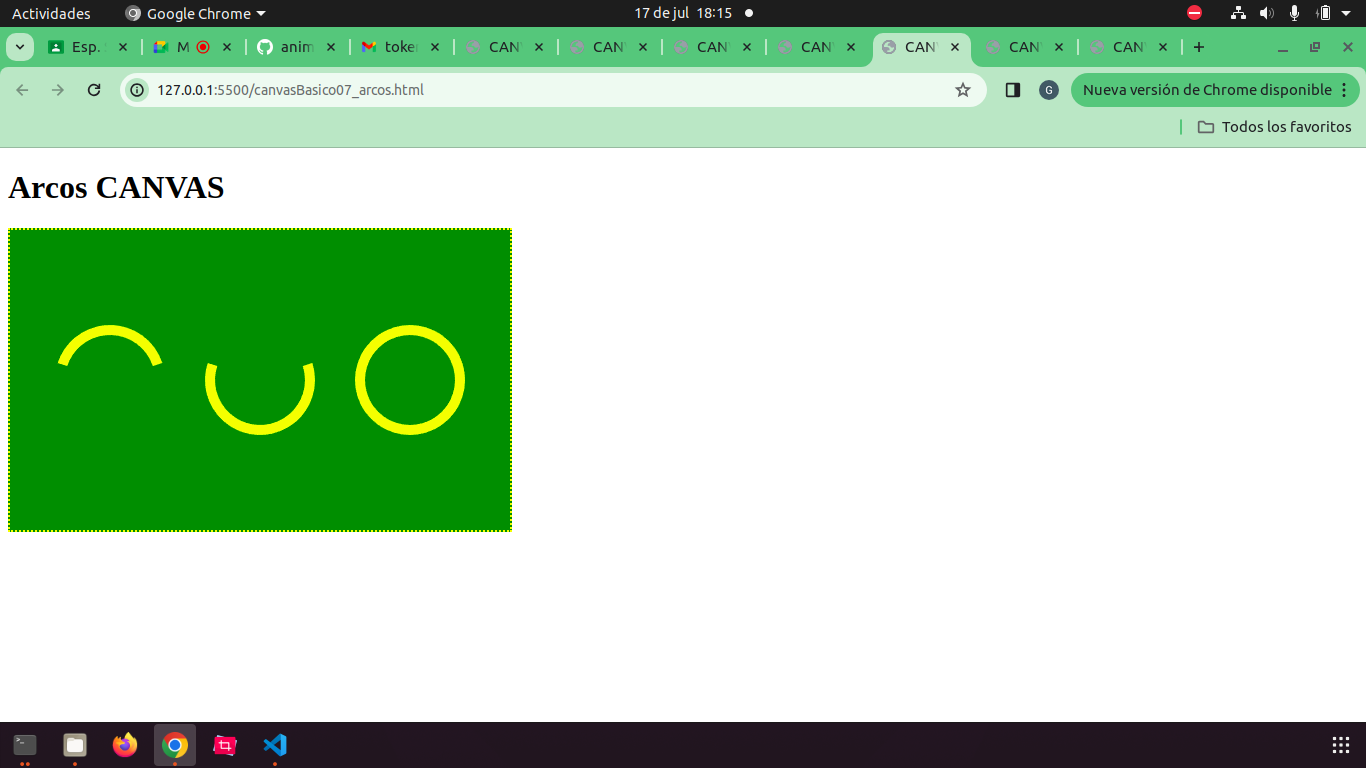 Actividades Google Chrome 17 de jul 18:15
Esp. M anim toke CAN CAN CAN CAN CAN CAN CAN
127.0.0.1:5500/canvasBasico07_arcos.html G Nueva versión de Chrome disponible
Todos los favoritos
Arcos CANVAS